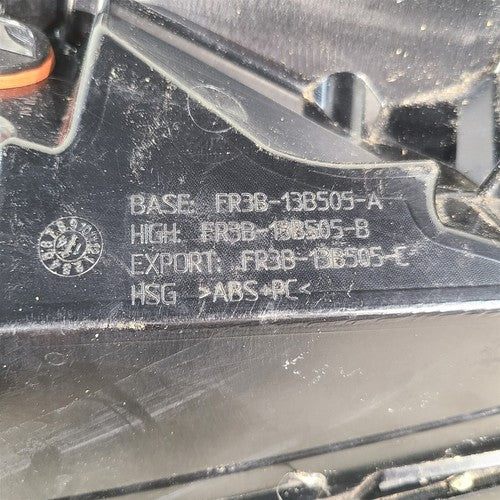 BASE: FR3B-13B505-A
HIGH: FR3B-13B505-B
EXPORT: FR3B-13B505-C
HSG >ABS+PC<